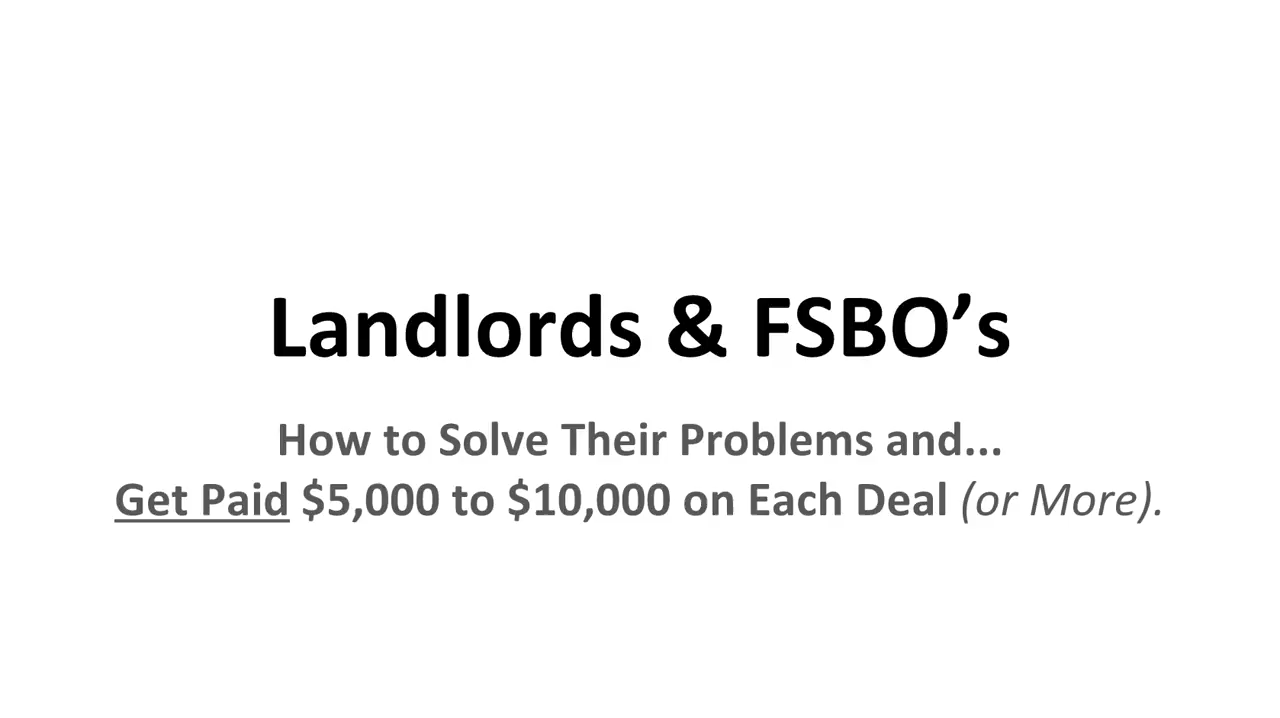 Landlords & FSBO’s
How to Solve Their Problems and...
Get Paid $5,000 to $10,000 on Each Deal (or More).